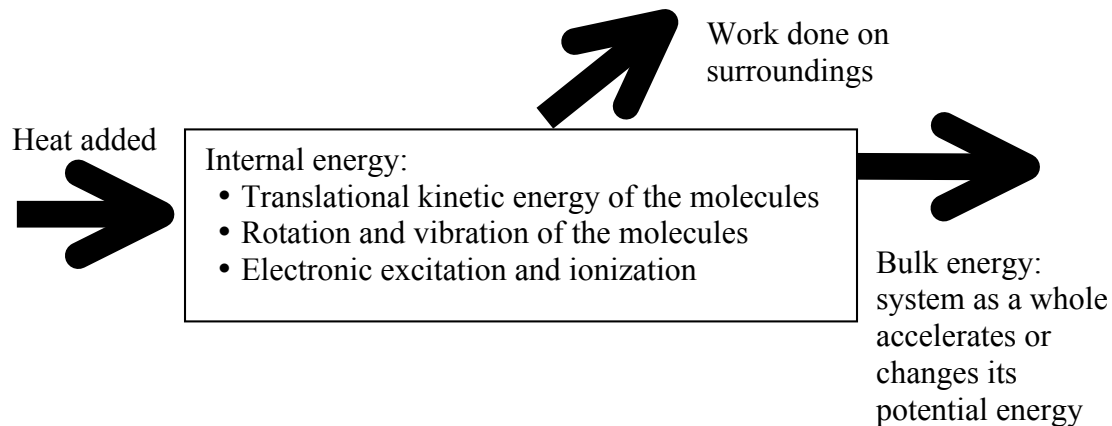 Work done on
surroundings
Heat added
Internal energy:
• Translational kinetic energy of the molecules
• Rotation and vibration of the molecules
• Electronic excitation and ionization
Bulk energy:
system as a whole
accelerates or
changes its
potential energy